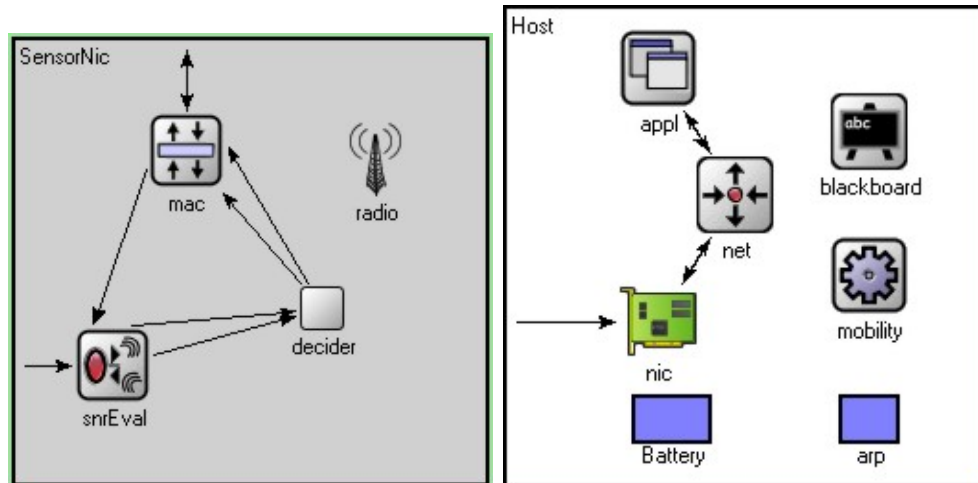 SensorNic
mac
radio
decider
snrEval
Host
appl
abc
blackboard
net
mobility
nic
Battery
arp